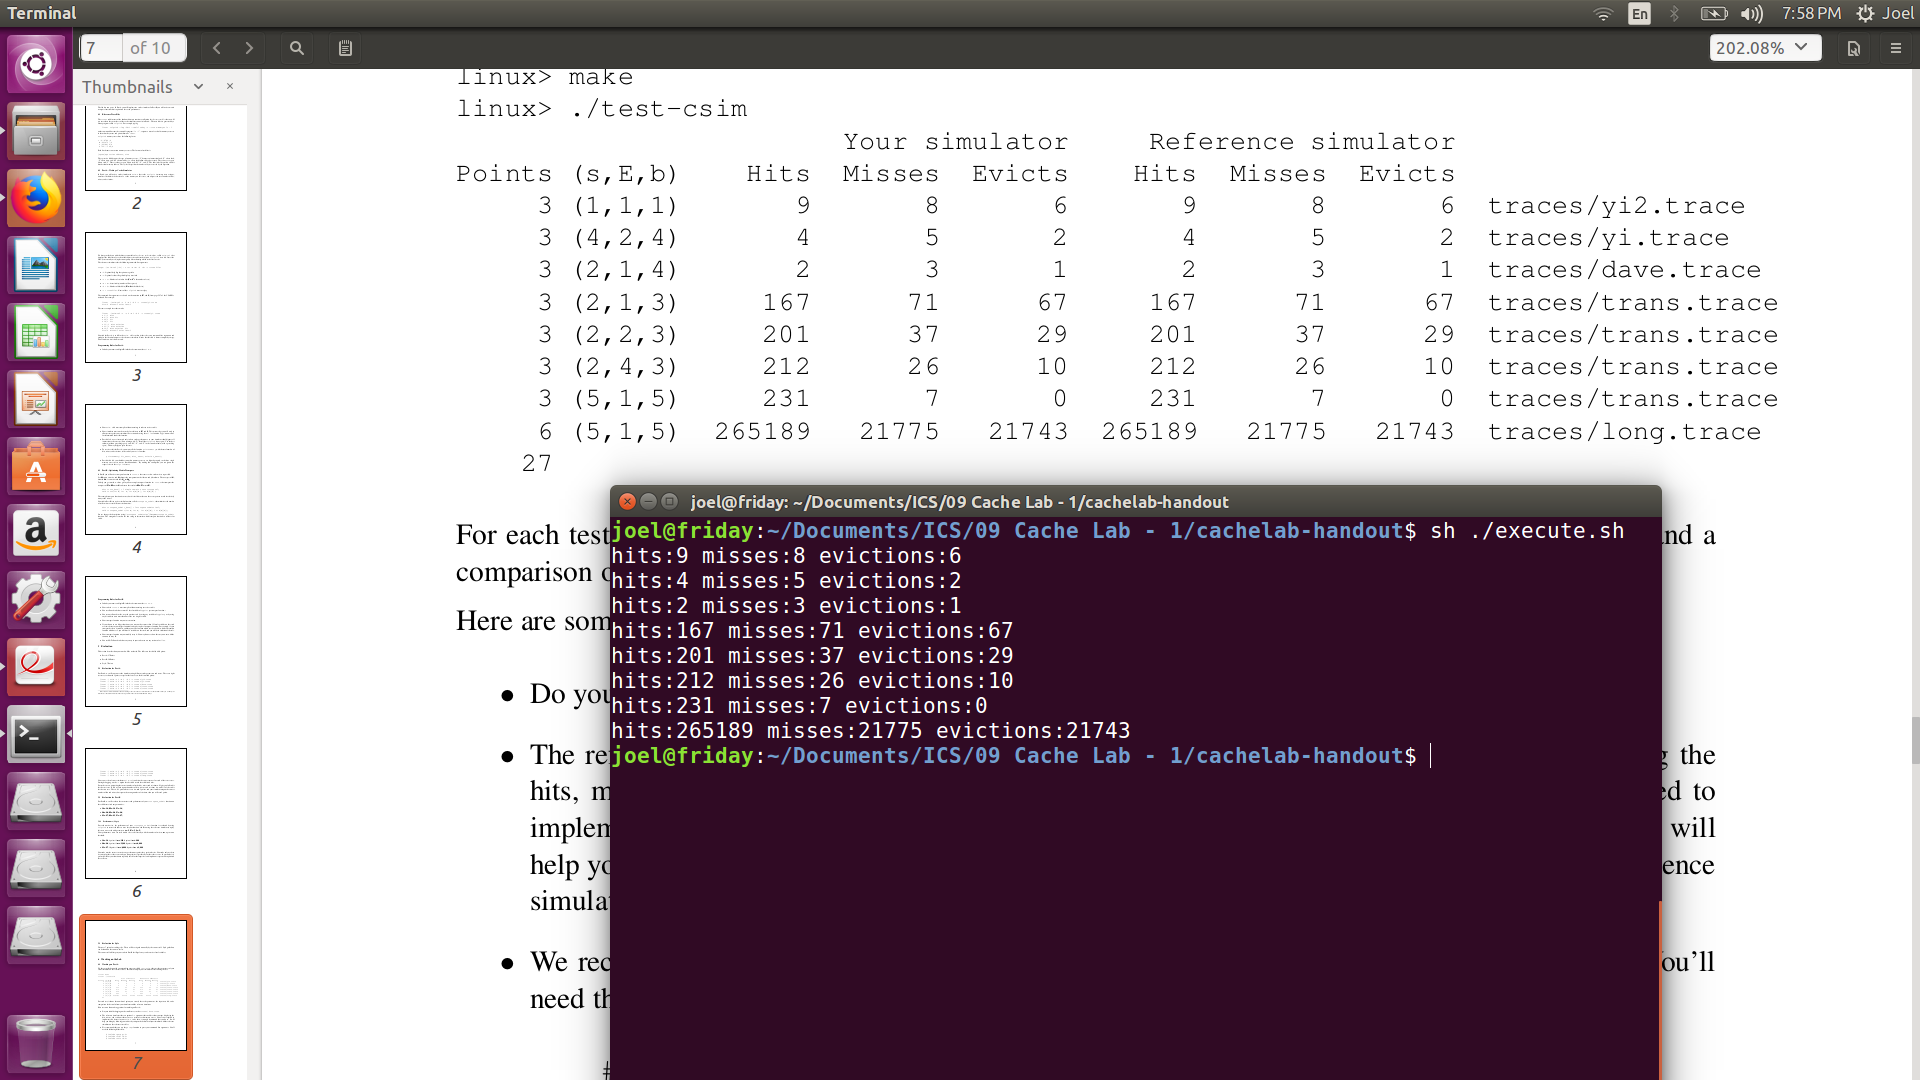 Terminal
En
7:58 PM
Joel
7 of 10
202.08%
Thumbnails
2
3
4
5
6
7
linux> make
linux> ./test-csim
Your simulator Reference simulator
Points (s,E,b) Hits Misses Evicts Hits Misses Evicts
3 (1,1,1) 9 8 6 9 8 6 traces/yi2.trace
3 (4,2,4) 4 5 2 4 5 2 traces/yi.trace
3 (2,1,4) 2 3 1 2 3 1 traces/dave.trace
3 (2,1,3) 167 71 67 167 71 67 traces/trans.trace
3 (2,2,3) 201 37 29 201 37 29 traces/trans.trace
3 (2,4,3) 212 26 10 212 26 10 traces/trans.trace
3 (5,1,5) 231 7 0 231 7 0 traces/trans.trace
6 (5,1,5) 265189 21775 21743 265189 21775 21743 traces/long.trace
27
For each test
nd a
comparison
Here are som
• Do you
• The re
the
hits, m
ed to
implem
will
help yo
ence
simula
• We rec
ou'll
need th
joel@friday: ~/Documents/ICS/09 Cache Lab - 1/cachelab-handout
joel@friday:~/Documents/ICS/09 Cache Lab - 1/cachelab-handout$ sh ./execute.sh
hits:9 misses:8 evictions:6
hits:4 misses:5 evictions:2
hits:2 misses:3 evictions:1
hits:167 misses:71 evictions:67
hits:201 misses:37 evictions:29
hits:212 misses:26 evictions:10
hits:231 misses:7 evictions:0
hits:265189 misses:21775 evictions:21743
joel@friday:~/Documents/ICS/09 Cache Lab - 1/cachelab-handout$